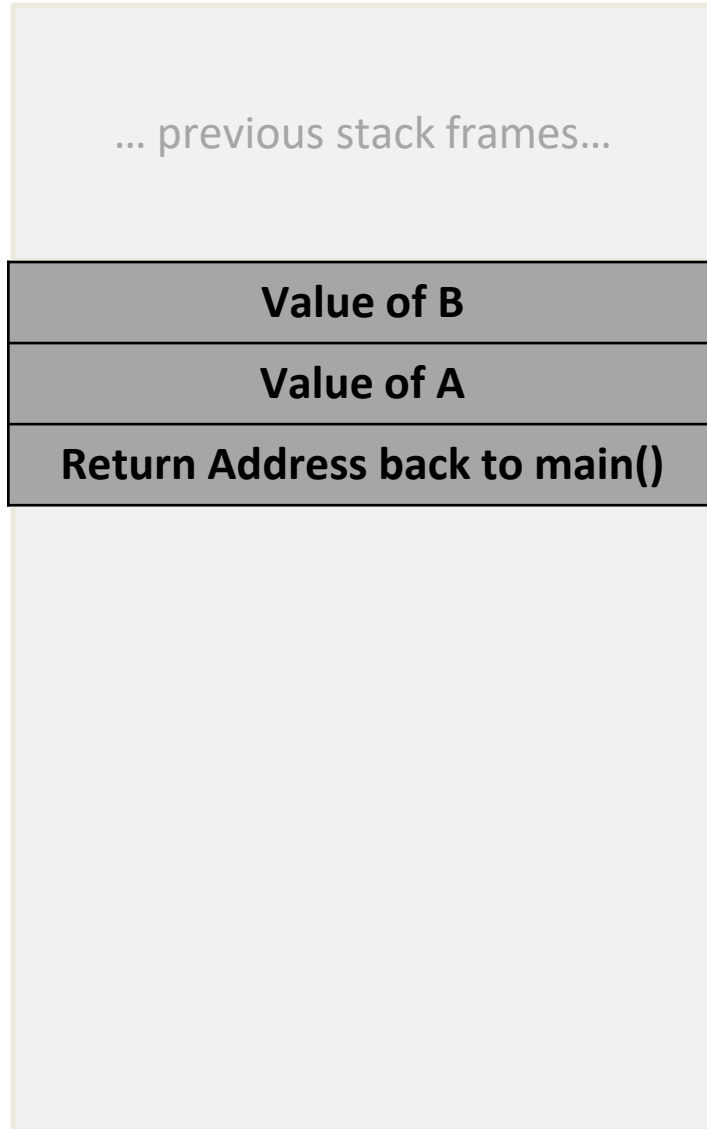 ... previous stack frames...
Value of B
Value of A
Return Address back to main()